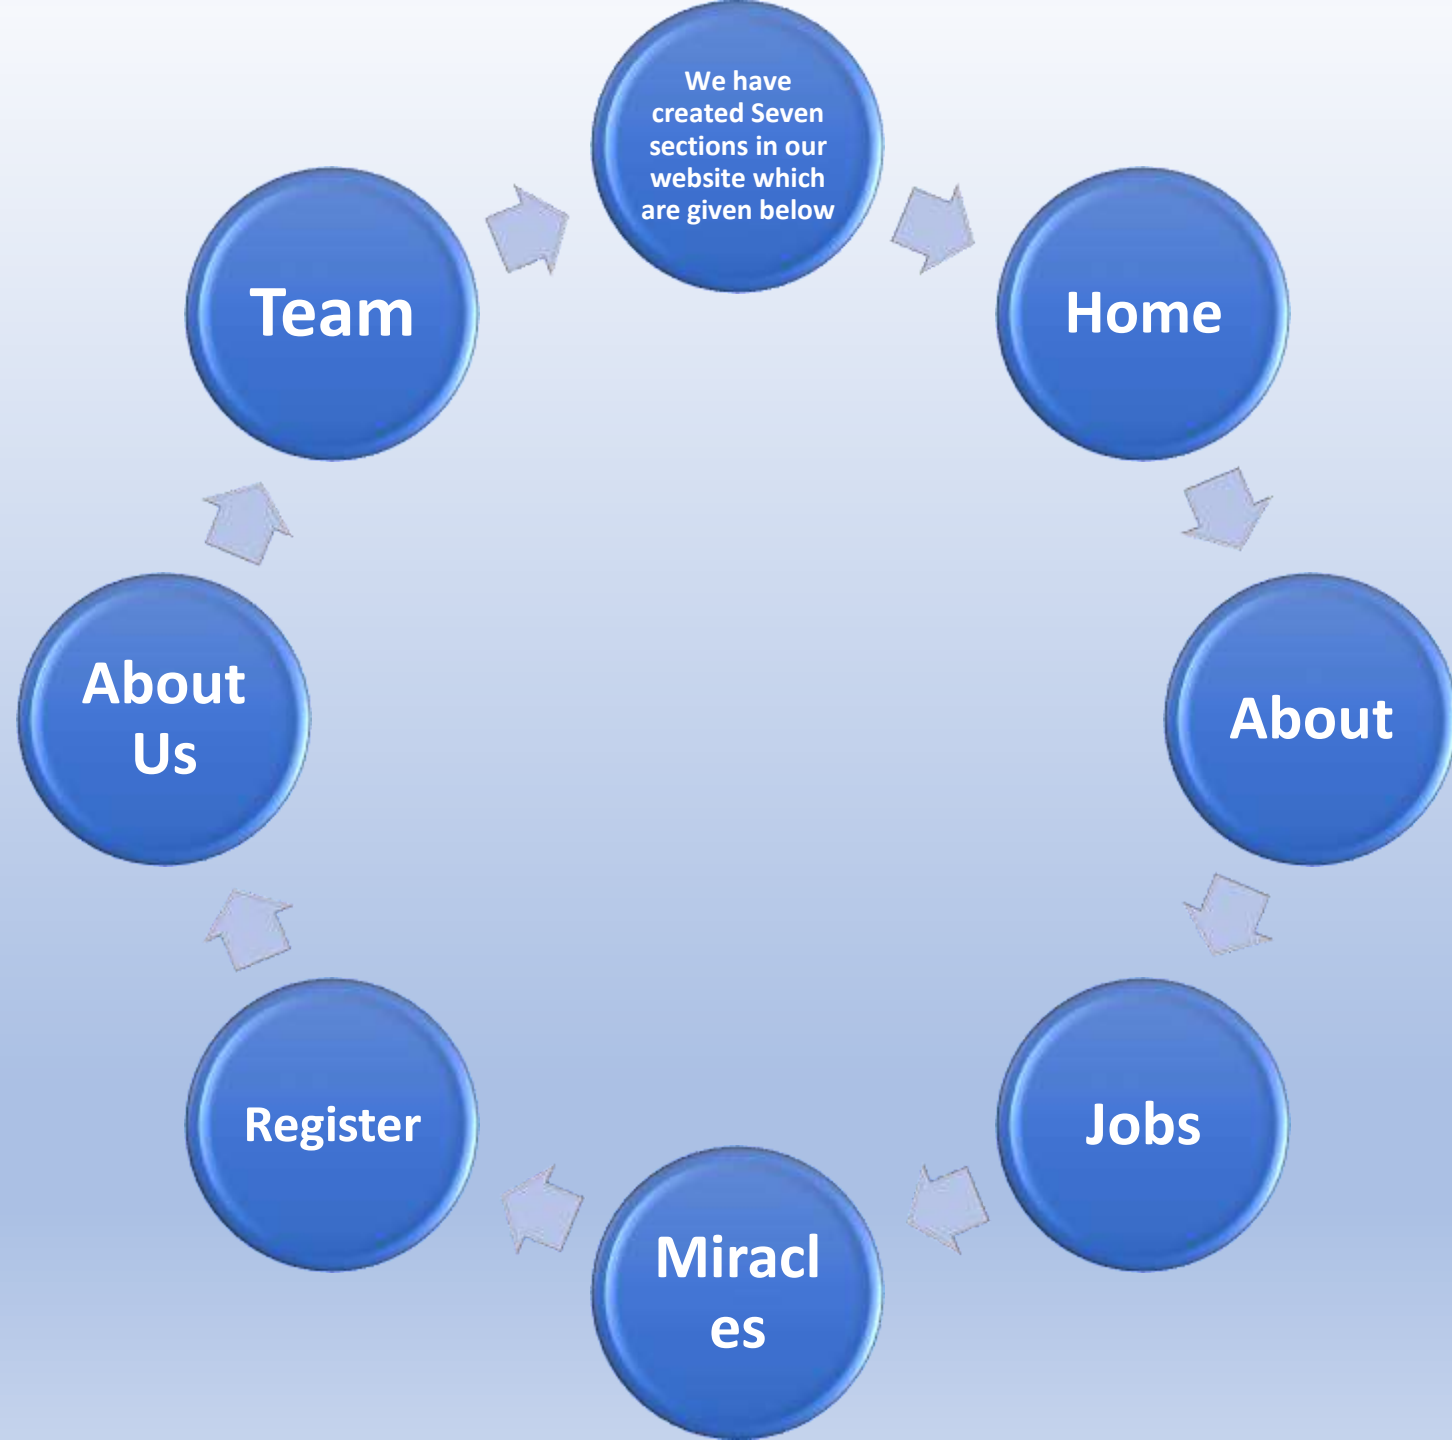 We have
created Seven
sections in our
website which
are given below
Home
About
Jobs
Miracl
es
Register
About
Us
Team